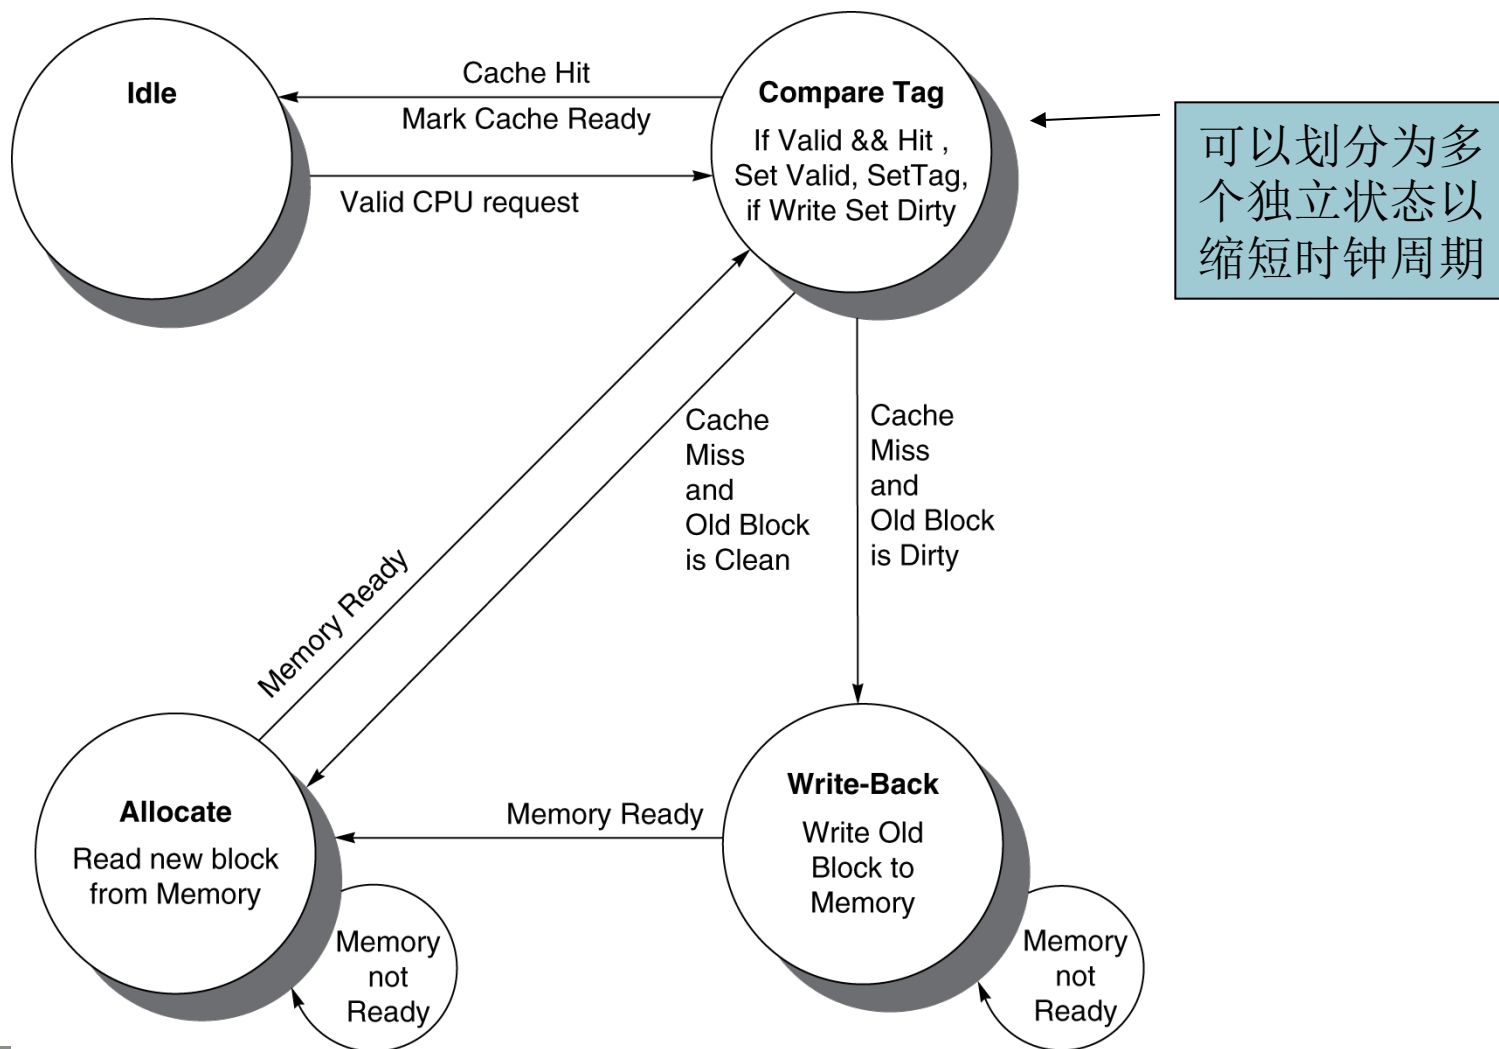 Idle
Cache Hit
Mark Cache Ready
Valid CPU request
Compare Tag
If Valid && Hit ,
Set Valid, SetTag,
if Write Set Dirty
可以划分为多
个独立状态以
缩短时钟周期
Cache
Miss
and
Old Block
is Clean
Cache
Miss
and
Old Block
is Dirty
Memory Ready
Allocate
Read new block
from Memory
Memory
not
Ready
Memory Ready
Write-Back
Write Old
Block to
Memory
Memory
not
Ready